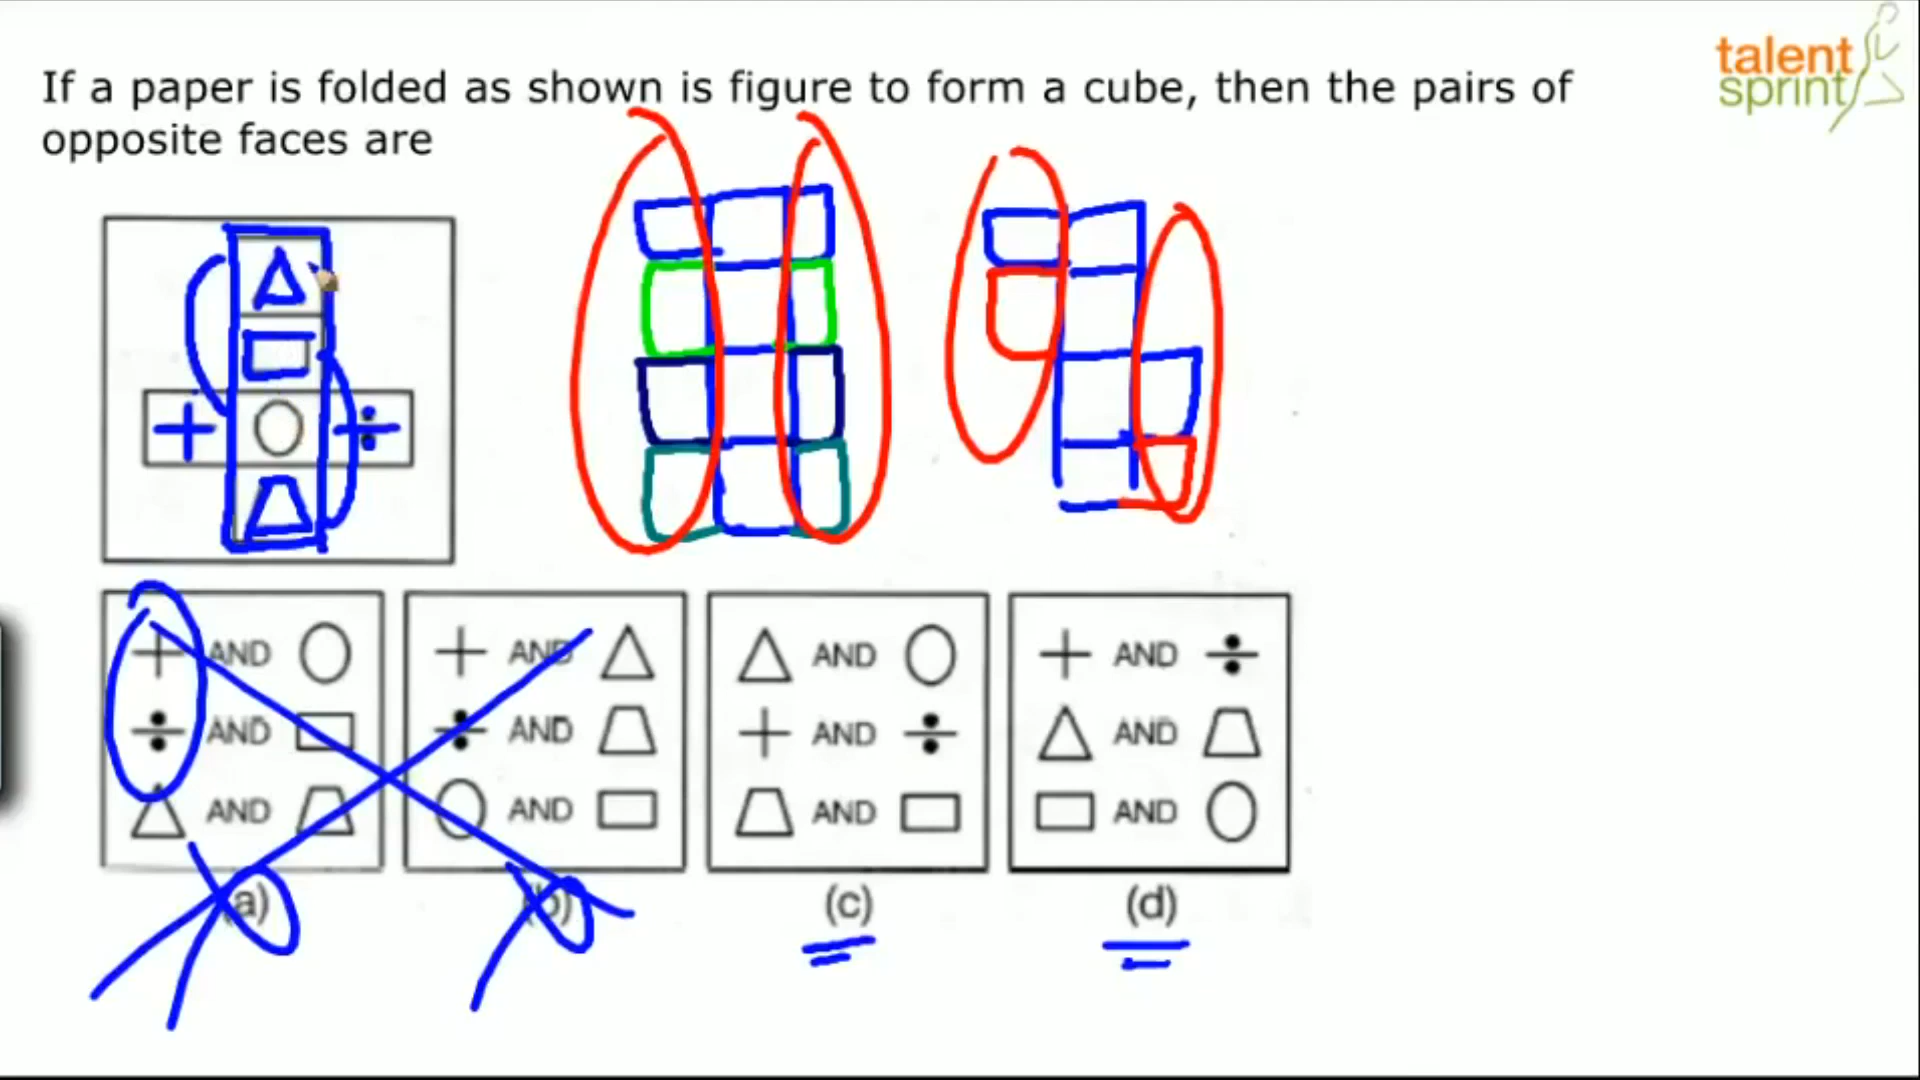 If a paper is folded as shown is figure to form a cube, then the pairs of
opposite faces are
talent
sprint
+ ÷
+ AND ○
÷ AND ▭
△ AND ⏢
(a)
+ AND △
÷ AND ⏢
○ AND ▭
(b)
△ AND ○
+ AND ÷
⏢ AND ▭
(c)
+ AND ÷
△ AND ⏢
▭ AND ○
(d)